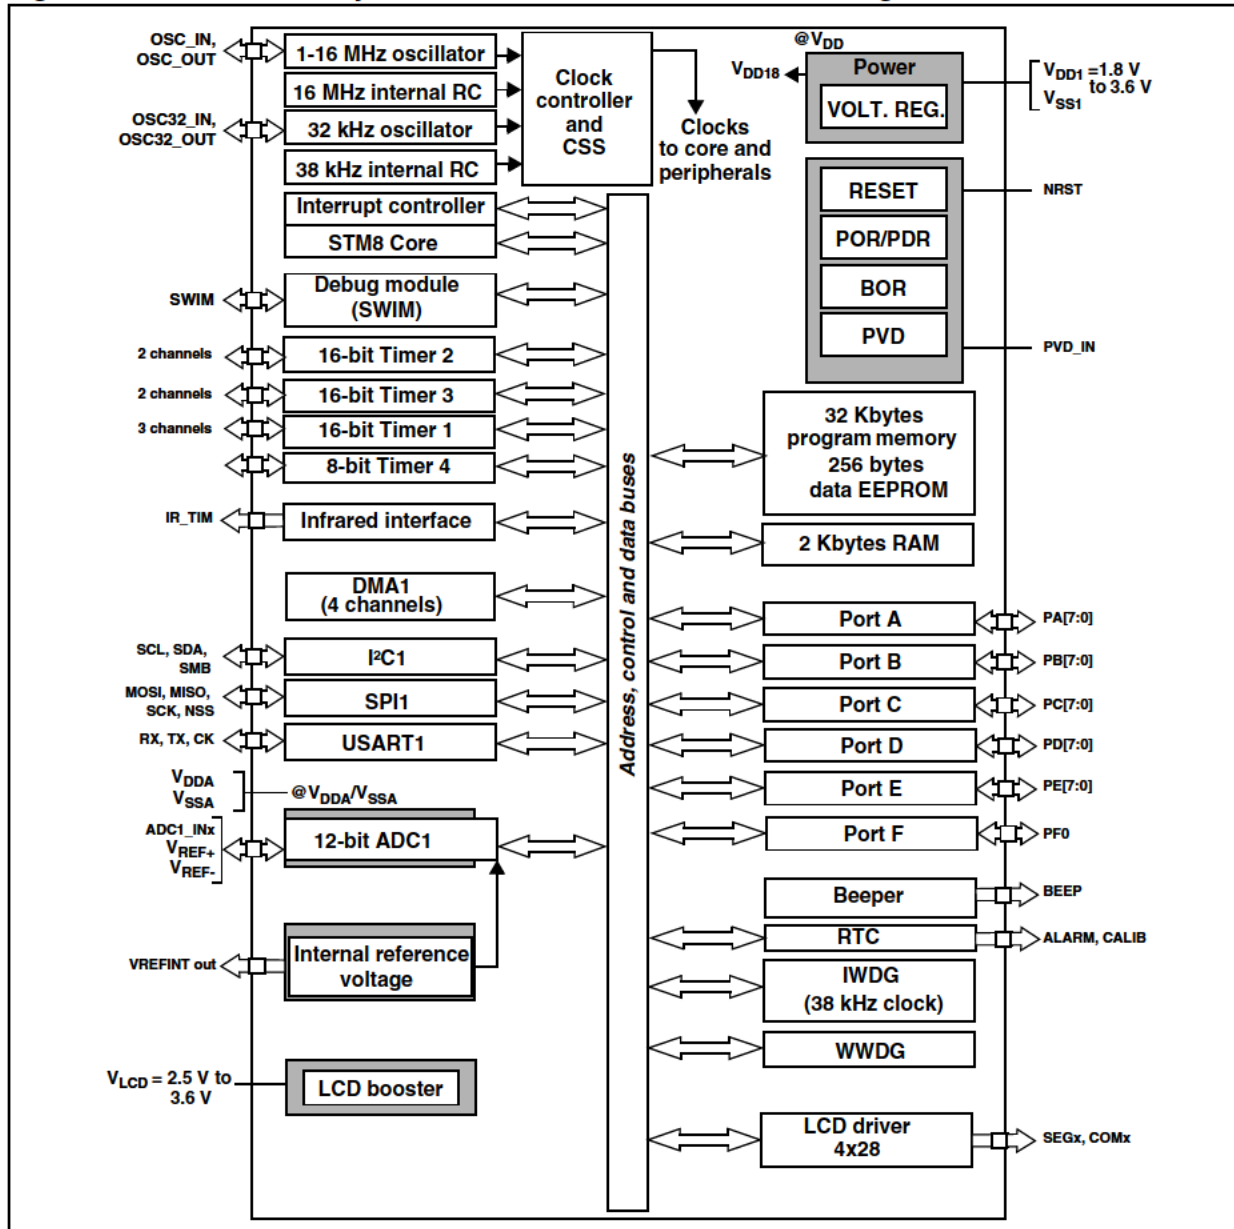 OSC_IN,
OSC_OUT
1-16 MHz oscillator
16 MHz internal RC
OSC32_IN,
OSC32_OUT
32 kHz oscillator
38 kHz internal RC
Clock
controller
and
CSS
Clocks
to core and
peripherals
@VDD
VDD18
Power
VOLT. REG.
VDD1 =1.8 V
to 3.6 V
VSS1
RESET
NRST
POR/PDR
BOR
PVD
PVD_IN
Interrupt controller
STM8 Core
SWIM
Debug module
(SWIM)
2 channels
16-bit Timer 2
2 channels
16-bit Timer 3
3 channels
16-bit Timer 1
8-bit Timer 4
IR_TIM
Infrared interface
DMA1
(4 channels)
SCL, SDA,
SMB
I²C1
MOSI, MISO,
SCK, NSS
SPI1
RX, TX, CK
USART1
VDDA
VSSA
@VDDA/VSSA
ADC1_INx
VREF+
VREF-
12-bit ADC1
VREFINT out
Internal reference
voltage
VLCD = 2.5 V to
3.6 V
LCD booster
Address, control and data buses
32 Kbytes
program memory
256 bytes
data EEPROM
2 Kbytes RAM
Port A
PA[7:0]
Port B
PB[7:0]
Port C
PC[7:0]
Port D
PD[7:0]
Port E
PE[7:0]
Port F
PF0
Beeper
BEEP
RTC
ALARM, CALIB
IWDG
(38 kHz clock)
WWDG
LCD driver
4x28
SEGx, COMx